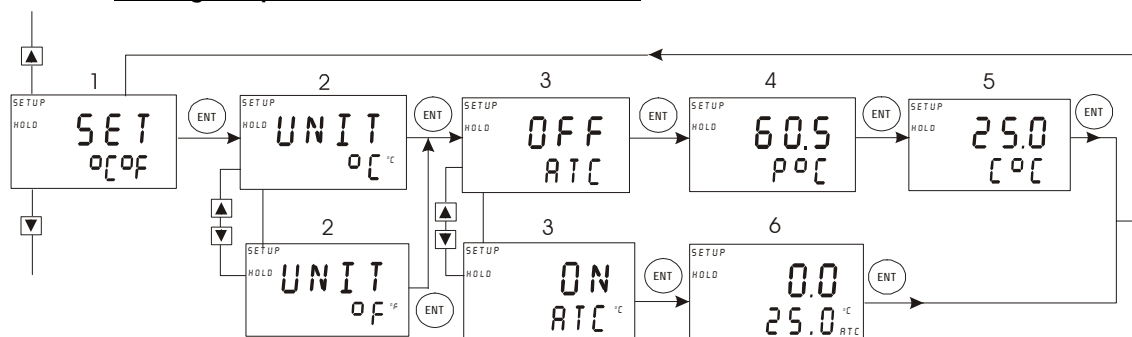 1
SETUP
HOLD
SET
°C°F
ENT
2
SETUP
HOLD
UNIT
°C °C
ENT
3
SETUP
HOLD
OFF
ATC
ENT
4
SETUP
HOLD
60.5
P°C
ENT
5
SETUP
HOLD
25.0
C°C
ENT
2
SETUP
HOLD
UNIT
°F °F
ENT
3
SETUP
HOLD
ON
ATC °C
ENT
6
SETUP
HOLD
0.0
25.0 °C ATC
ENT